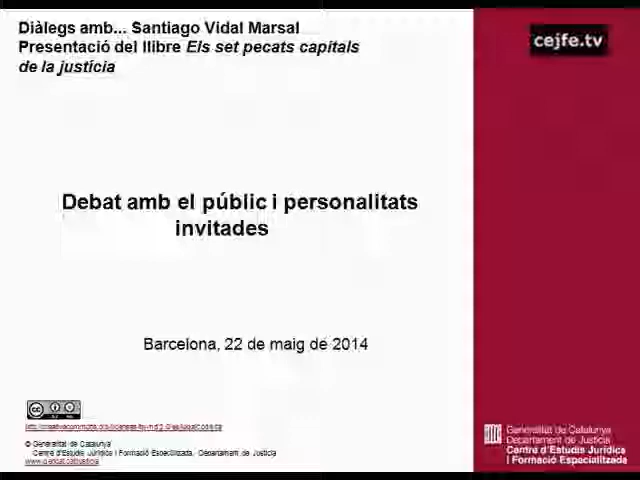 Diàlegs amb... Santiago Vidal Marsal
Presentació del llibre Els set pecats capitals
de la justícia
cejfe.tv
Debat amb el públic i personalitats
invitades
Barcelona, 22 de maig de 2014
© Generalitat de Catalunya
Centre d'Estudis Jurídics i Formació Especialitzada, Departament de Justícia
Generalitat de Catalunya
Departament de Justícia
Centre d'Estudis Jurídics
i Formació Especialitzada